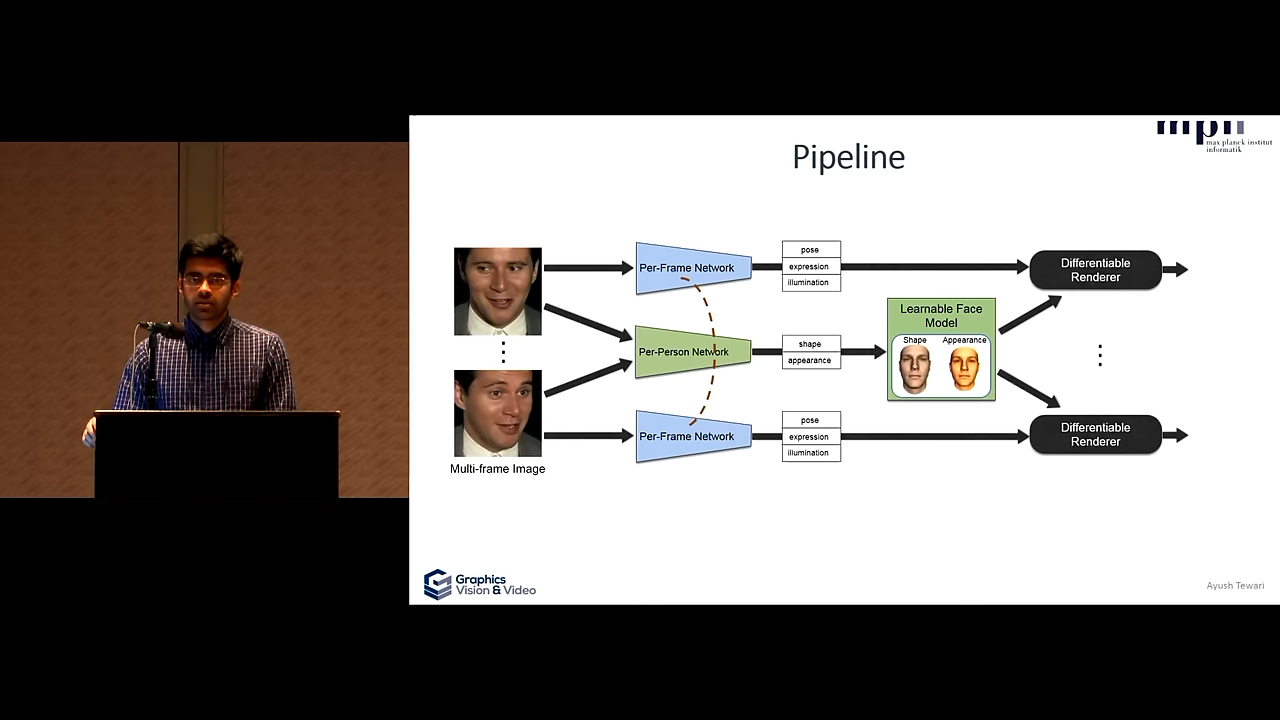 mpii
max planck institut
informatik
Pipeline
Per-Frame Network
pose
expression
illumination
Differentiable
Renderer
Learnable Face
Model
Shape Appearance
Per-Person Network
shape
appearance
Per-Frame Network
pose
expression
illumination
Differentiable
Renderer
Multi-frame Image
Graphics
Vision & Video
Ayush Tewari